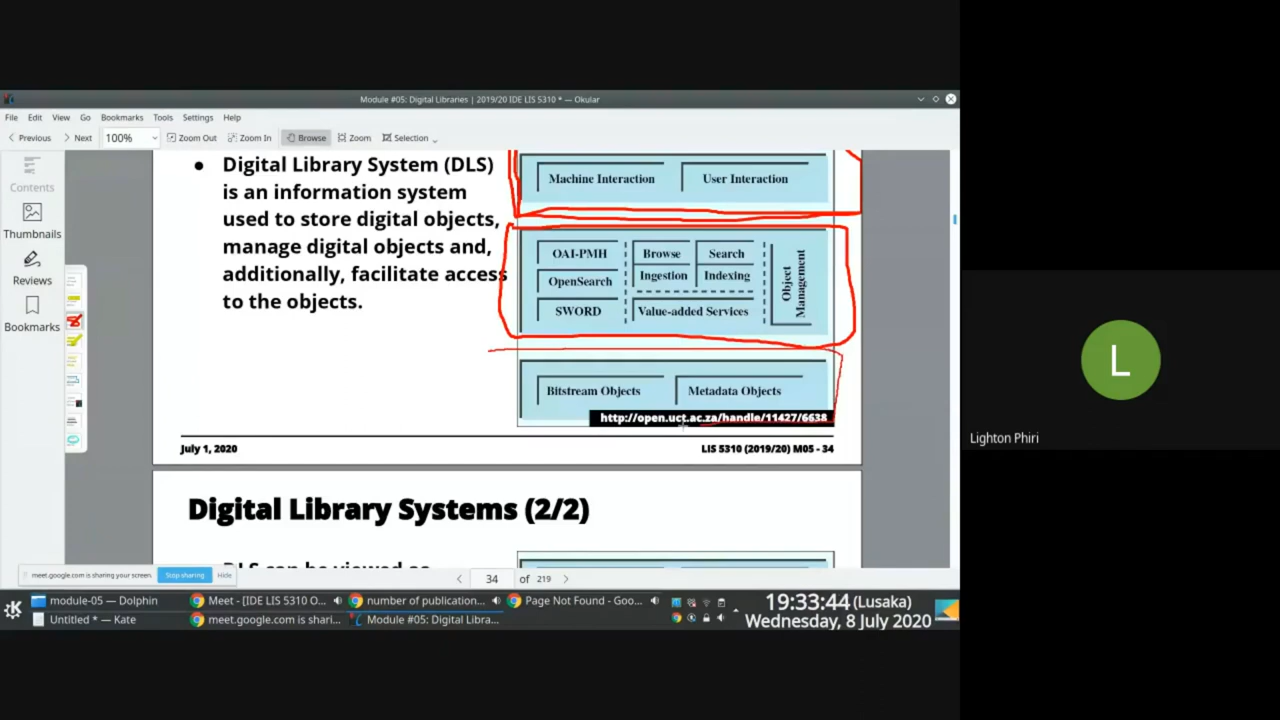 Module #05: Digital Libraries | 2019/20 IDE LIS 5310 * — Okular
File Edit View Go Bookmarks Tools Settings Help
Previous Next 100% Zoom Out Zoom In Browse Zoom Selection
Contents
Thumbnails
Reviews
Bookmarks
• Digital Library System (DLS)
is an information system
used to store digital objects,
manage digital objects and,
additionally, facilitate access
to the objects.
Machine Interaction User Interaction
OAI-PMH Browse Search
OpenSearch Ingestion Indexing
SWORD Value-added Services
Object
Management
Bitstream Objects Metadata Objects
http://open.uct.ac.za/handle/11427/6638
July 1, 2020 LIS 5310 (2019/20) M05 - 34
Digital Library Systems (2/2)
DLS can be viewed as
meet.google.com is sharing your screen. Stop sharing Hide
34 of 219
module-05 — Dolphin Meet - [IDE LIS 5310 O... number of publication... Page Not Found - Goo...
Untitled * — Kate meet.google.com is shari... Module #05: Digital Libra...
19:33:44 (Lusaka)
Wednesday, 8 July 2020
L
Lighton Phiri